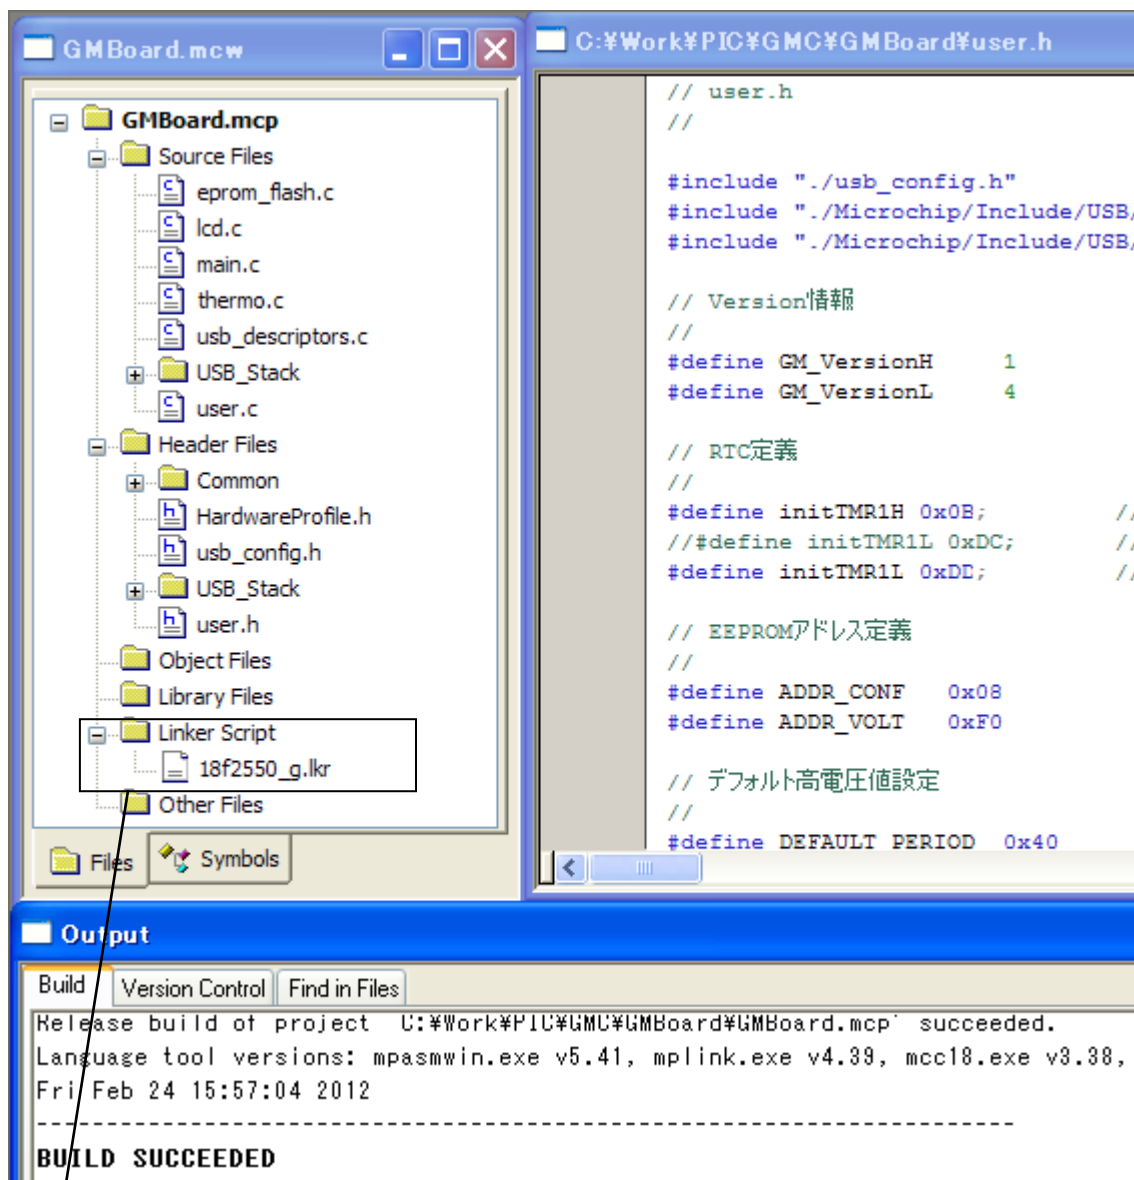 GMBoard.mcw
GMBoard.mcp
Source Files
eprom_flash.c
lcd.c
main.c
thermo.c
usb_descriptors.c
USB_Stack
user.c
Header Files
Common
HardwareProfile.h
usb_config.h
USB_Stack
user.h
Object Files
Library Files
Linker Script
18f2550_g.lkr
Other Files
Files
Symbols
C:¥Work¥PIC¥GMC¥GMBoard¥user.h
// user.h
//
#include "./usb_config.h"
#include "./Microchip/Include/USB/
#include "./Microchip/Include/USB/
// Version情報
//
#define GM_VersionH 1
#define GM_VersionL 4
// RTC定義
//
#define initTMR1H 0x0B; //
//#define initTMR1L 0xDC; //
#define initTMR1L 0xDD; //
// EEPROMアドレス定義
//
#define ADDR_CONF 0x08
#define ADDR_VOLT 0xF0
// デフォルト高電圧値設定
//
#define DEFAULT_PERIOD 0x40
Output
Build Version Control Find in Files
Release build of project `C:¥Work¥PIC¥GMC¥GMBoard¥GMBoard.mcp' succeeded.
Language tool versions: mpasmwin.exe v5.41, mplink.exe v4.39, mcc18.exe v3.38,
Fri Feb 24 15:57:04 2012
----------------------------------------------------------------------
BUILD SUCCEEDED